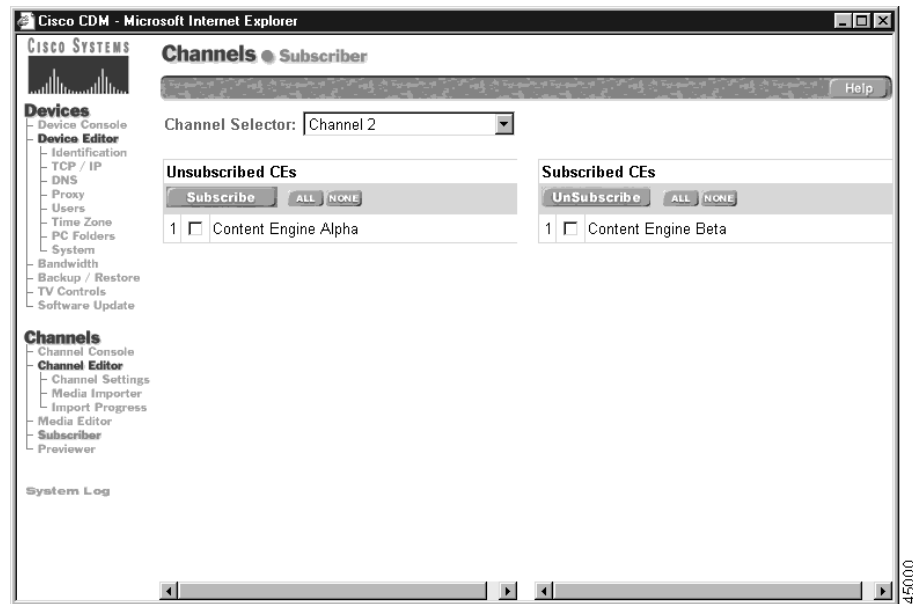 Cisco CDM - Microsoft Internet Explorer
CISCO SYSTEMS
Channels Subscriber
Help
Devices
Device Console
Device Editor
Identification
TCP / IP
DNS
Proxy
Users
Time Zone
PC Folders
System
Bandwidth
Backup / Restore
TV Controls
Software Update
Channels
Channel Console
Channel Editor
Channel Settings
Media Importer
Import Progress
Media Editor
Subscriber
Previewer
System Log
Channel Selector: Channel 2
Unsubscribed CEs
Subscribe ALL NONE
1 Content Engine Alpha
Subscribed CEs
UnSubscribe ALL NONE
1 Content Engine Beta
45000